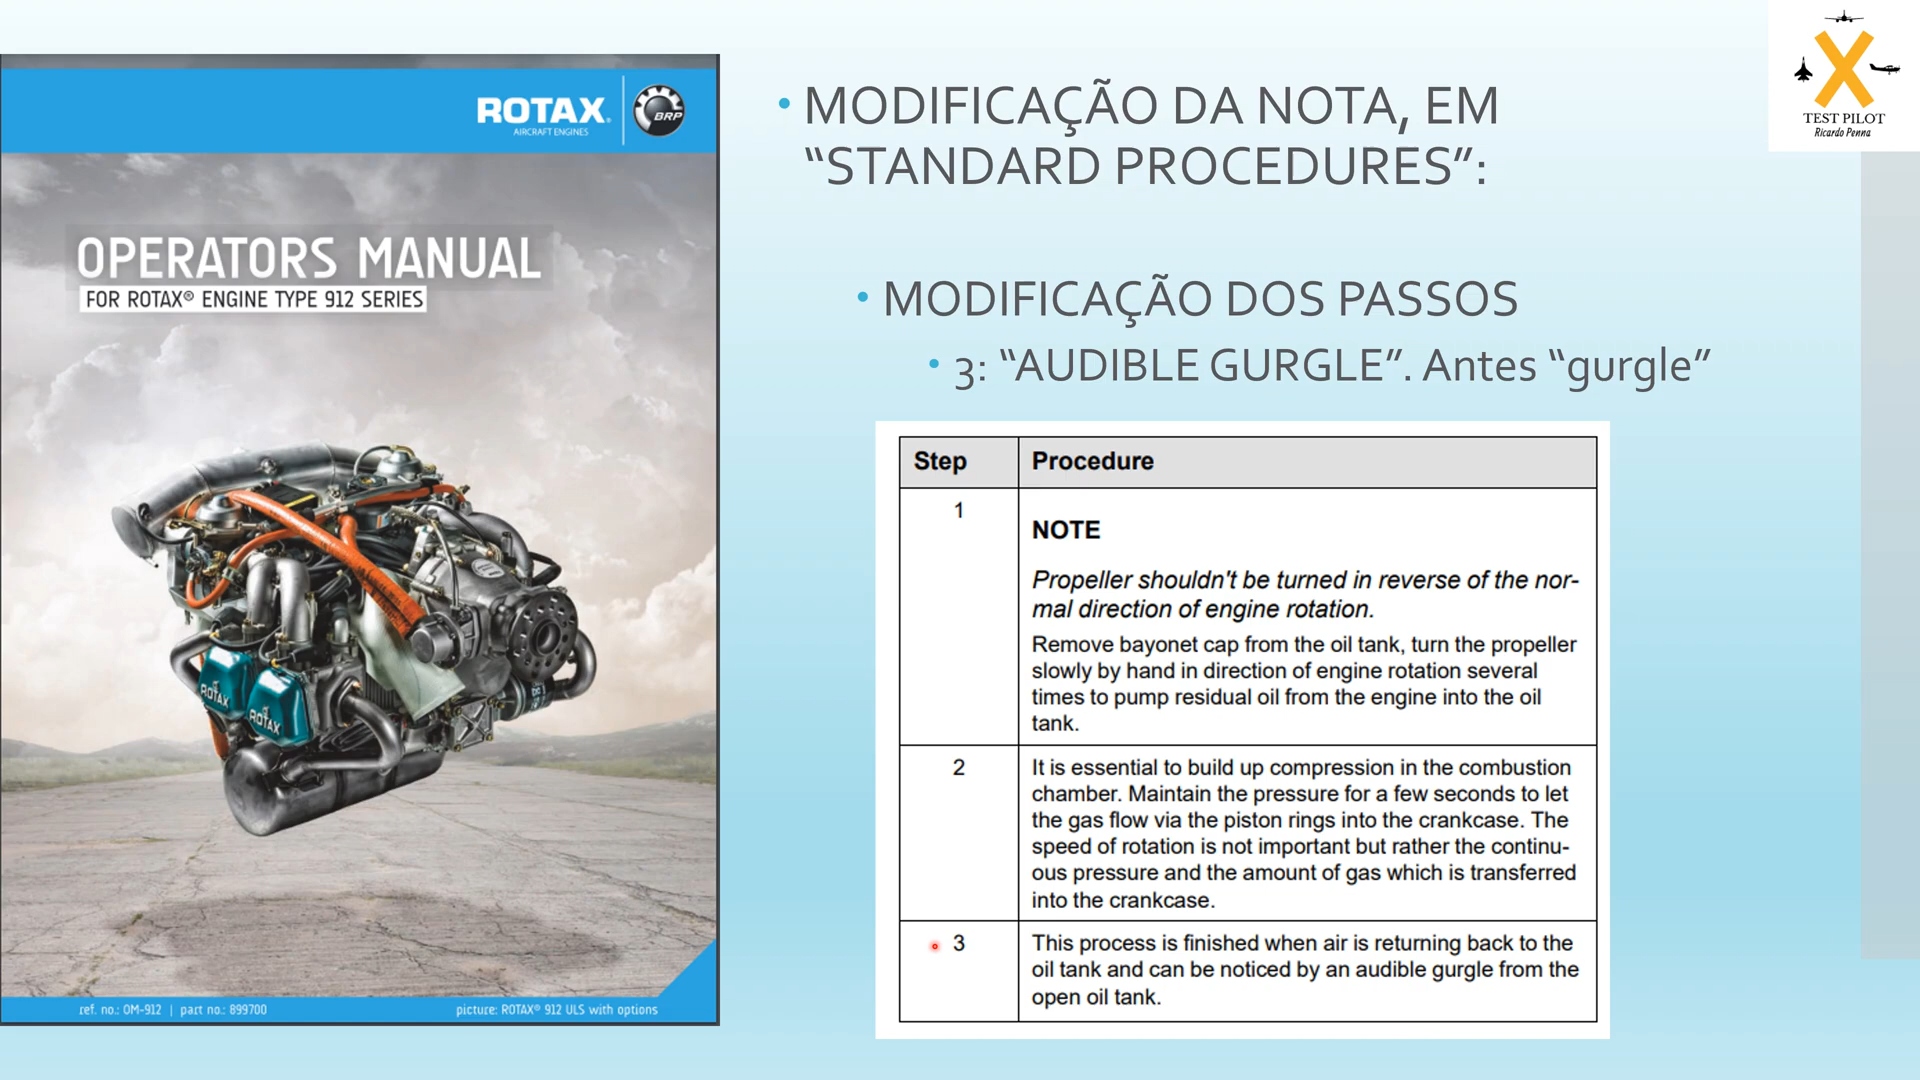 ROTAX®
AIRCRAFT ENGINES
BRP
OPERATORS MANUAL
FOR ROTAX® ENGINE TYPE 912 SERIES
ROTAX
ROTAX
ref. no.: OM-912 | part no.: 899700
picture: ROTAX® 912 ULS with options
TEST PILOT
Ricardo Penna
• MODIFICAÇÃO DA NOTA, EM
“STANDARD PROCEDURES”:
• MODIFICAÇÃO DOS PASSOS
• 3: “AUDIBLE GURGLE”. Antes “gurgle”
Step Procedure
1
NOTE
Propeller shouldn't be turned in reverse of the nor-
mal direction of engine rotation.
Remove bayonet cap from the oil tank, turn the propeller
slowly by hand in direction of engine rotation several
times to pump residual oil from the engine into the oil
tank.
2 It is essential to build up compression in the combustion
chamber. Maintain the pressure for a few seconds to let
the gas flow via the piston rings into the crankcase. The
speed of rotation is not important but rather the continu-
ous pressure and the amount of gas which is transferred
into the crankcase.
3 This process is finished when air is returning back to the
oil tank and can be noticed by an audible gurgle from the
open oil tank.